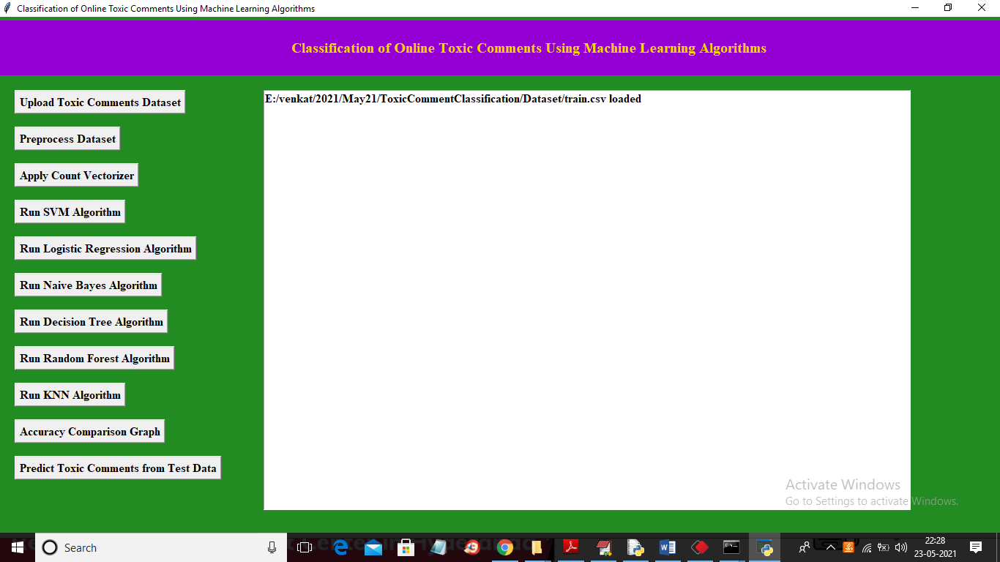 Classification of Online Toxic Comments Using Machine Learning Algorithms
Classification of Online Toxic Comments Using Machine Learning Algorithms
Upload Toxic Comments Dataset
Preprocess Dataset
Apply Count Vectorizer
Run SVM Algorithm
Run Logistic Regression Algorithm
Run Naive Bayes Algorithm
Run Decision Tree Algorithm
Run Random Forest Algorithm
Run KNN Algorithm
Accuracy Comparison Graph
Predict Toxic Comments from Test Data
E:/venkat/2021/May21/ToxicCommentClassification/Dataset/train.csv loaded
Activate Windows
Go to Settings to activate Windows.
Search
22:28
23-05-2021